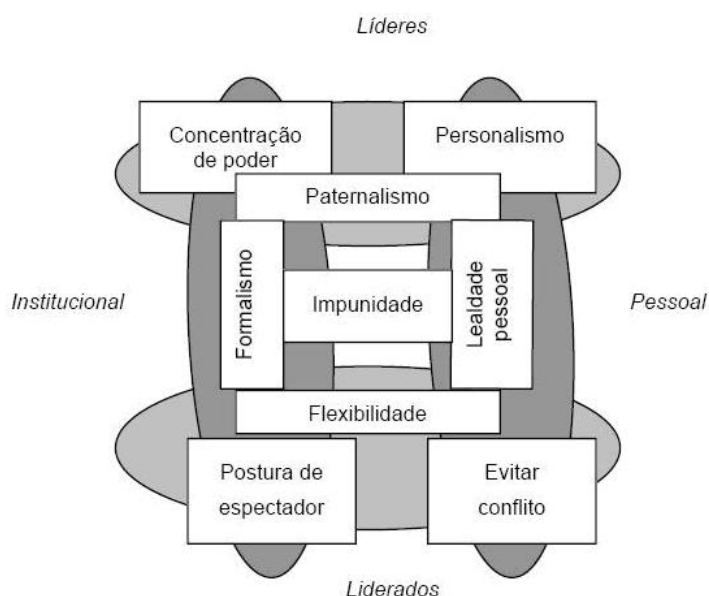 Líderes
Concentração
de poder
Personalismo
Paternalismo
Institucional
Formalismo
Impunidade
Lealdade
pessoal
Pessoal
Flexibilidade
Postura de
espectador
Evitar
conflito
Liderados